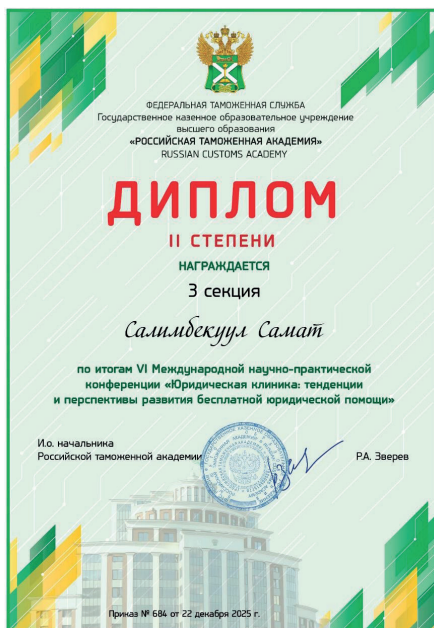 ФЕДЕРАЛЬНАЯ ТАМОЖЕННАЯ СЛУЖБА
Государственное казенное образовательное учреждение
высшего образования
«РОССИЙСКАЯ ТАМОЖЕННАЯ АКАДЕМИЯ»
RUSSIAN CUSTOMS ACADEMY
ДИПЛОМ
II СТЕПЕНИ
НАГРАЖДАЕТСЯ
3 секция
Салимбекуул Самат
по итогам VI Международной научно-практической
конференции «Юридическая клиника: тенденции
и перспективы развития бесплатной юридической помощи»
И.о. начальника
Российской таможенной академии
Р.А. Зверев
Приказ № 684 от 22 декабря 2025 г.